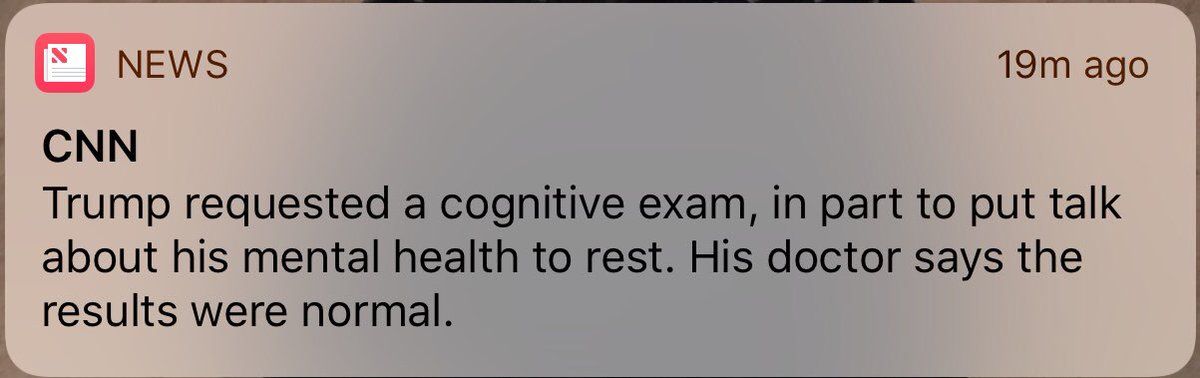 NEWS 19m ago
CNN
Trump requested a cognitive exam, in part to put talk
about his mental health to rest. His doctor says the
results were normal.